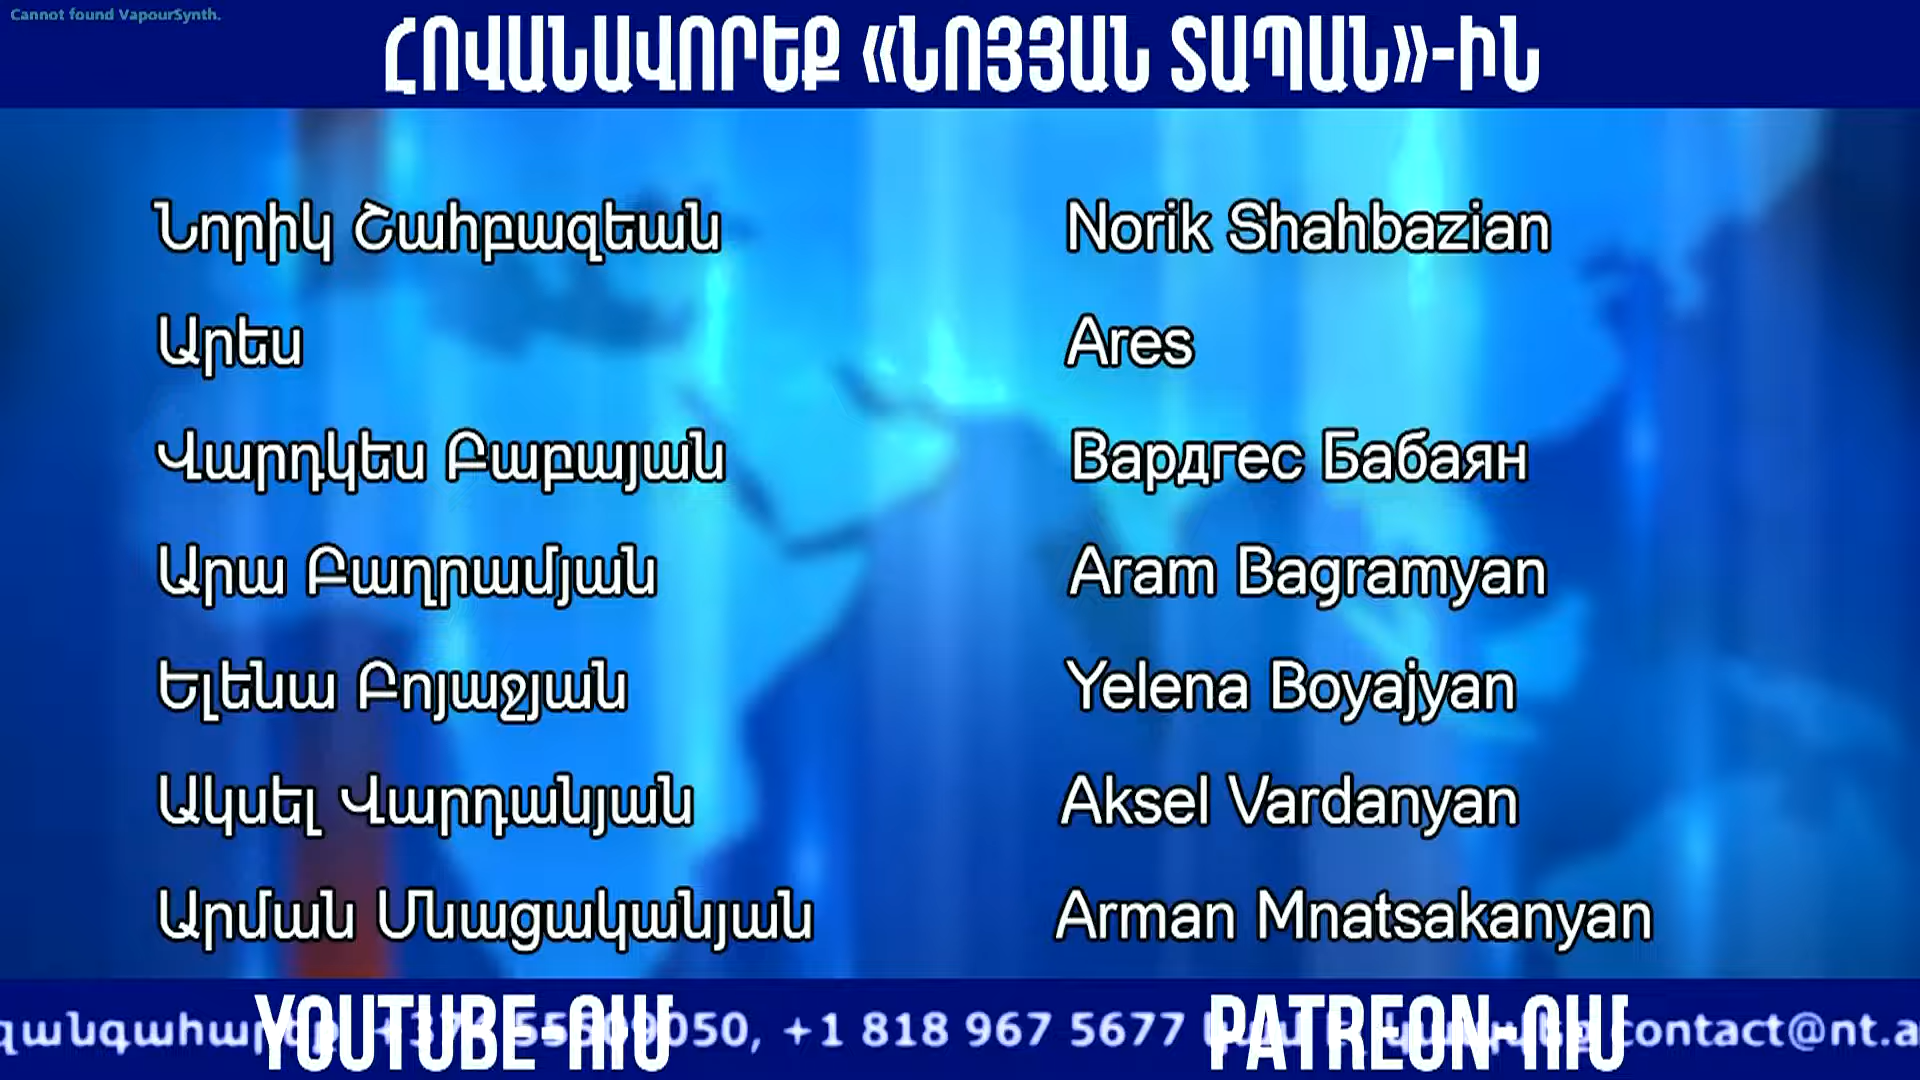 Cannot found VapourSynth.
ՀՈՎԱՆԱՎՈՐԵՔ «ՆՈՅՅԱՆ ՏԱՊԱՆ»-ԻՆ
Նորիկ Շահբազեան Norik Shahbazian
Արես Ares
Վարդկես Բաբայան Вардгес Бабаян
Արա Բաղրամյան Aram Bagramyan
Ելենա Բոյաջյան Yelena Boyajyan
Ակսել Վարդանյան Aksel Vardanyan
Արման Մնացականյան Arman Mnatsakanyan
YOUTUBE-ՈՒՄ PATREON-ՈՒՄ
050, +1 818 967 5677 contact@nt.a